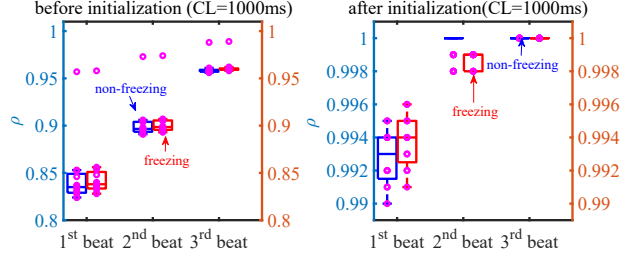 before initialization (CL=1000ms)
1
0.95
0.9
0.85
0.8
ρ
non-freezing
freezing
1
0.95
0.9
0.85
0.8
1st beat 2nd beat 3rd beat
after initialization(CL=1000ms)
1
0.998
0.996
0.994
0.992
0.99
ρ
non-freezing
freezing
1
0.998
0.996
0.994
0.992
0.99
1st beat 2nd beat 3rd beat